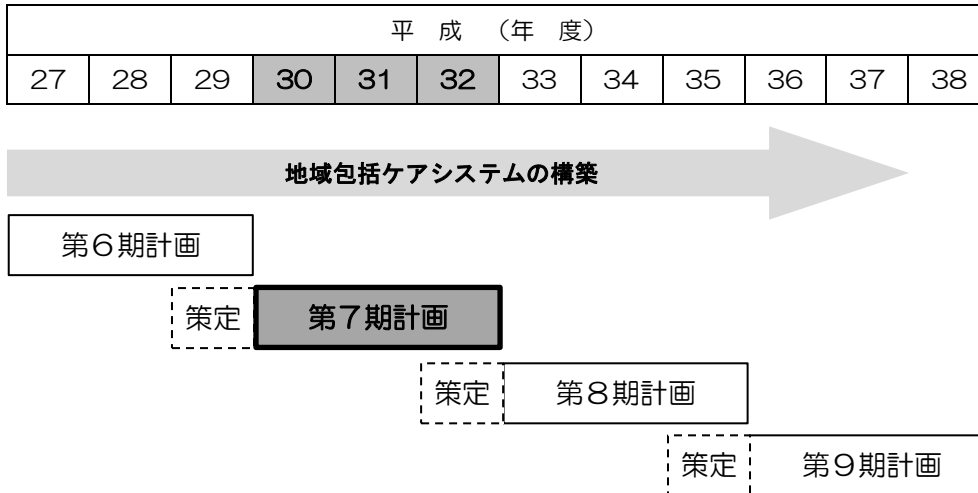 平 成 （年 度）
27 28 29 30 31 32 33 34 35 36 37 38
地域包括ケアシステムの構築
第６期計画
策定 第７期計画
策定 第８期計画
策定 第９期計画